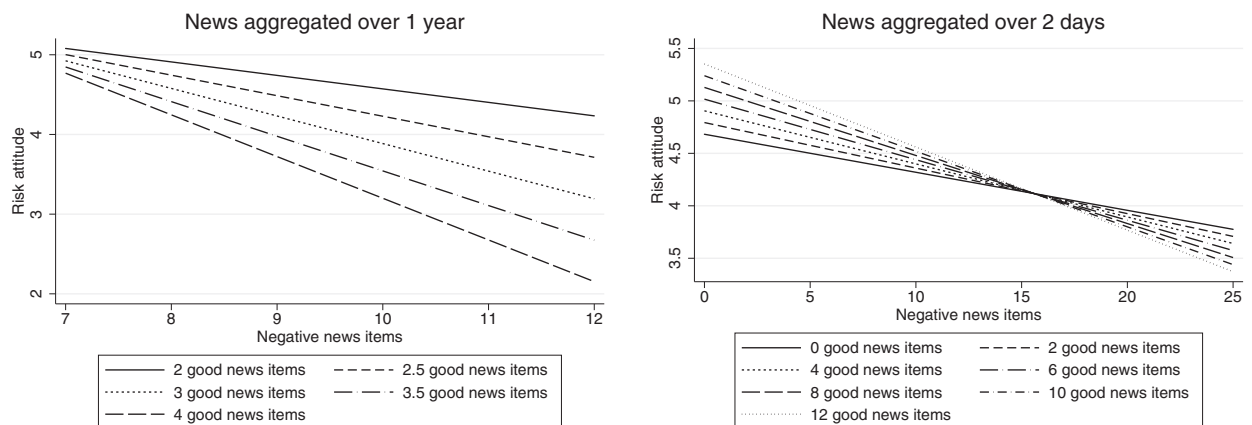 News aggregated over 1 year
Risk attitude
5
4
3
2
7 8 9 10 11 12
Negative news items
2 good news items 2.5 good news items
3 good news items 3.5 good news items
4 good news items
News aggregated over 2 days
Risk attitude
5.5
5
4.5
4
3.5
0 5 10 15 20 25
Negative news items
0 good news items 2 good news items
4 good news items 6 good news items
8 good news items 10 good news items
12 good news items